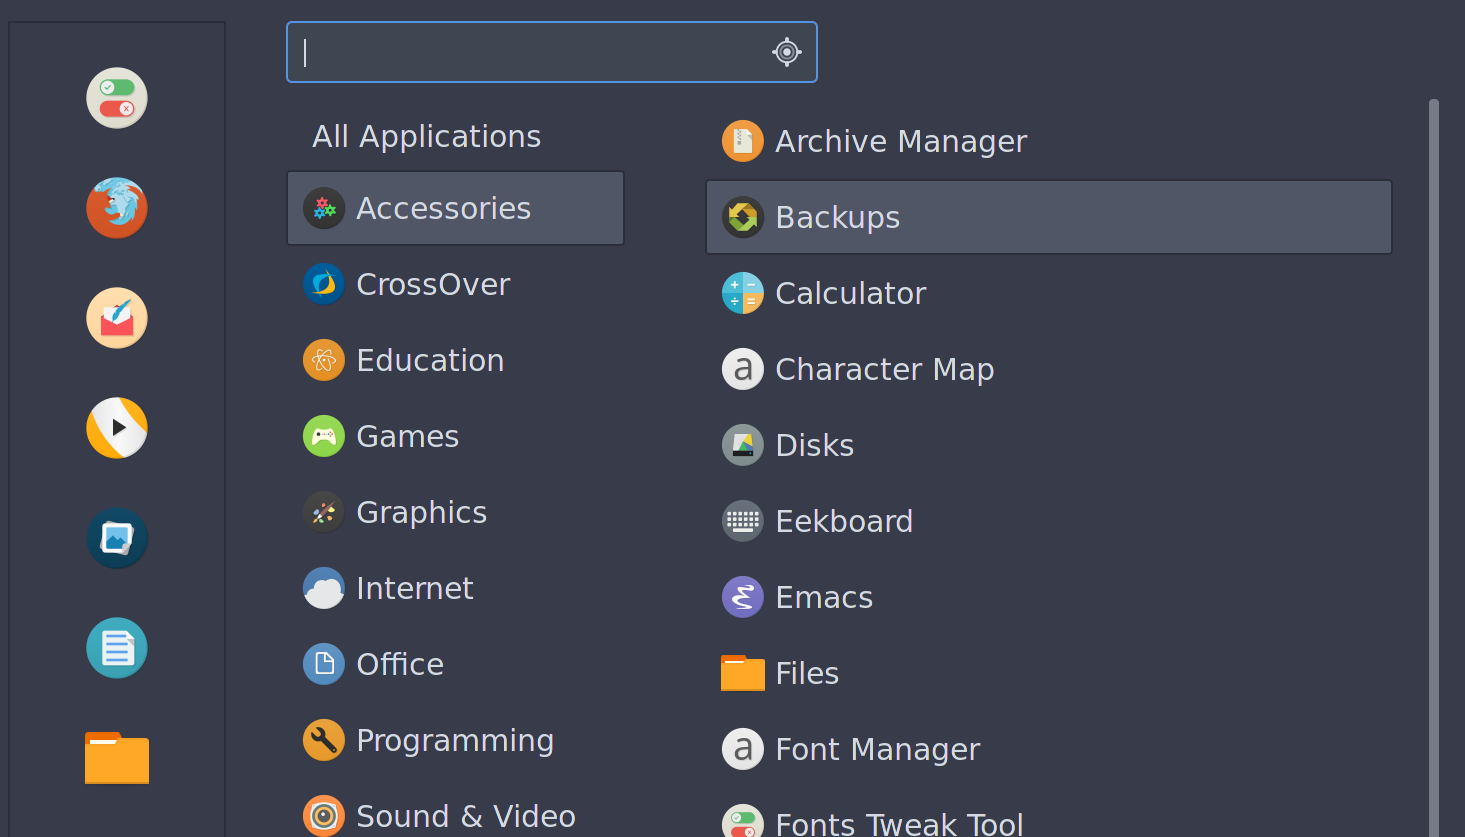 All Applications
Accessories
CrossOver
Education
Games
Graphics
Internet
Office
Programming
Sound & Video
Archive Manager
Backups
Calculator
a
Character Map
Disks
Eekboard
Emacs
Files
a
Font Manager
Fonts Tweak Tool